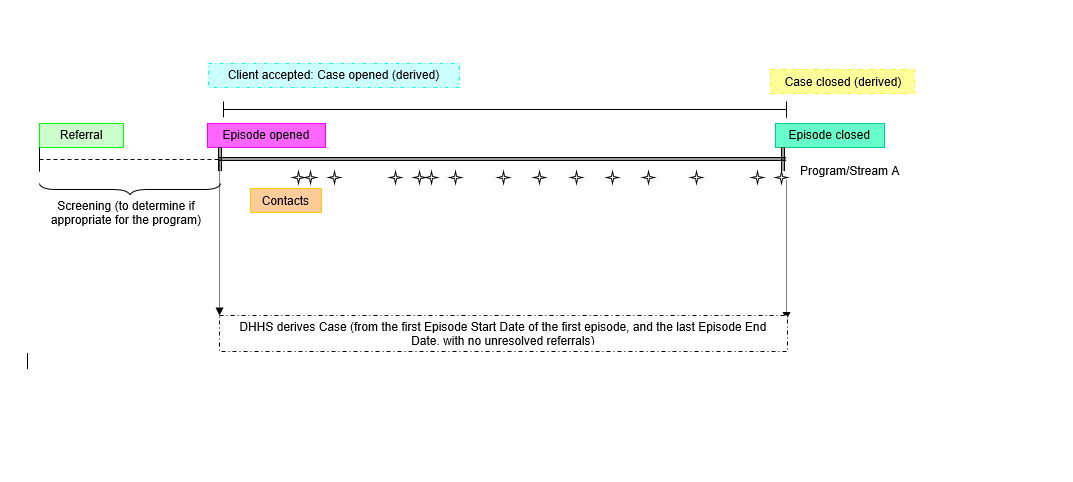 Client accepted: Case opened (derived)
Case closed (derived)
Referral
Episode opened
Episode closed
Program/Stream A
Contacts
Screening (to determine if
appropriate for the program)
DHHS derives Case (from the first Episode Start Date of the first episode, and the last Episode End
Date. with no unresolved referrals)